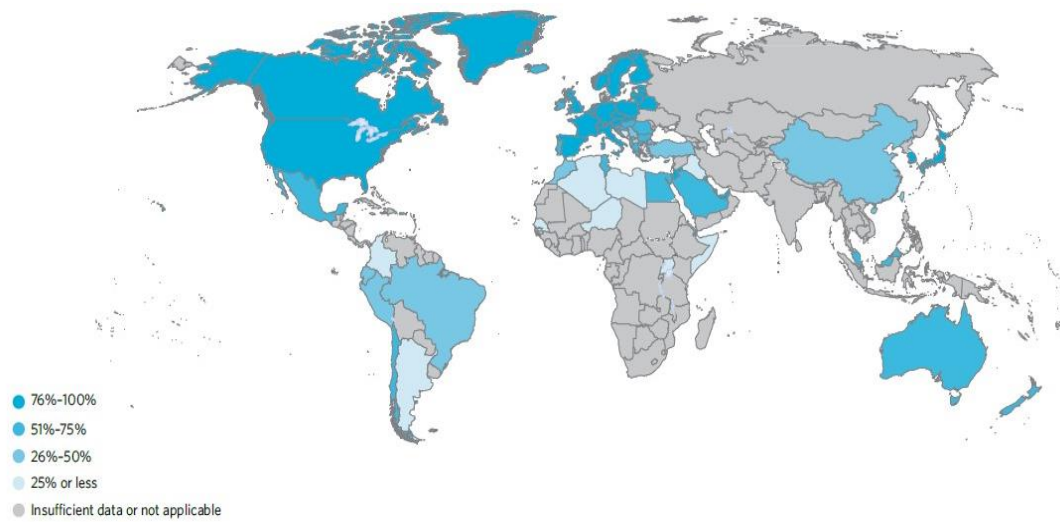 76%-100%
51%-75%
26%-50%
25% or less
Insufficient data or not applicable